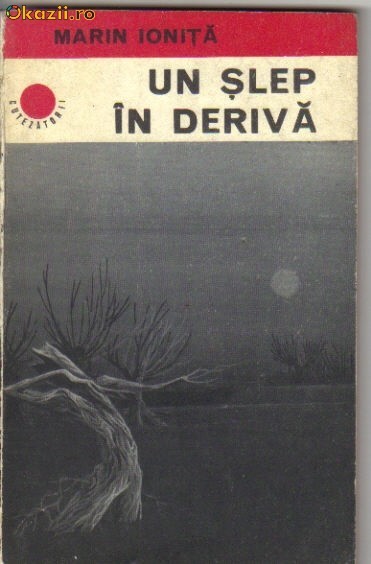 Okazii.ro
MARIN IONIȚĂ
UN ȘLEP
ÎN DERIVĂ
CUTEZĂTORII